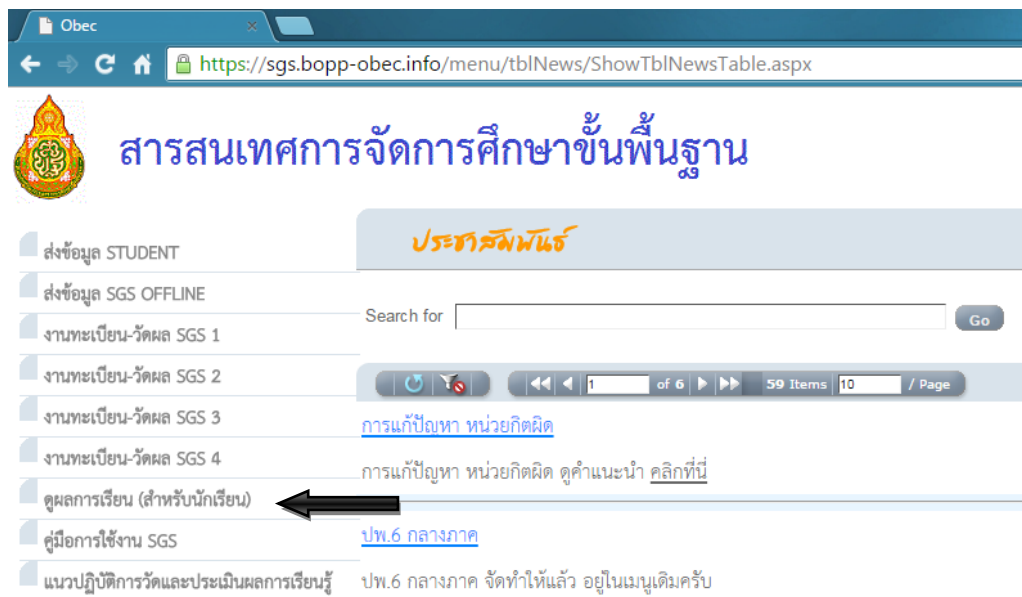 Obec
https://sgs.bopp-obec.info/menu/tblNews/ShowTblNewsTable.aspx
สารสนเทศการจัดการศึกษาขั้นพื้นฐาน
ส่งข้อมูล STUDENT
ส่งข้อมูล SGS OFFLINE
งานทะเบียน-วัดผล SGS 1
งานทะเบียน-วัดผล SGS 2
งานทะเบียน-วัดผล SGS 3
งานทะเบียน-วัดผล SGS 4
ดูผลการเรียน (สำหรับนักเรียน)
คู่มือการใช้งาน SGS
แนวปฏิบัติการวัดและประเมินผลการเรียนรู้
ประชาสัมพันธ์
Search for Go
1 of 6 59 Items 10 / Page
การแก้ปัญหา หน่วยกิตผิด
การแก้ปัญหา หน่วยกิตผิด ดูคำแนะนำ คลิกที่นี่
ปพ.6 กลางภาค
ปพ.6 กลางภาค จัดทำให้แล้ว อยู่ในเมนูเดิมครับ